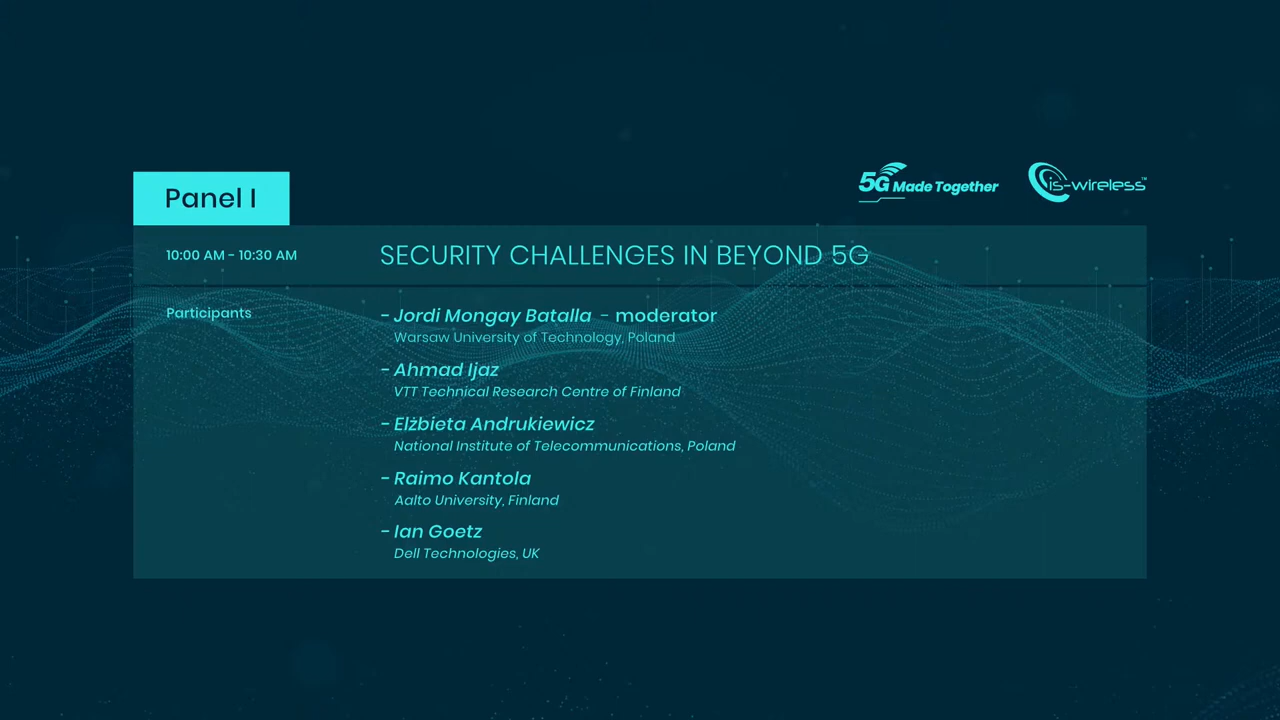 5G Made Together
is-wireless™
Panel I
10:00 AM - 10:30 AM
SECURITY CHALLENGES IN BEYOND 5G
Participants
- Jordi Mongay Batalla - moderator
Warsaw University of Technology, Poland
- Ahmad Ijaz
VTT Technical Research Centre of Finland
- Elżbieta Andrukiewicz
National Institute of Telecommunications, Poland
- Raimo Kantola
Aalto University, Finland
- Ian Goetz
Dell Technologies, UK